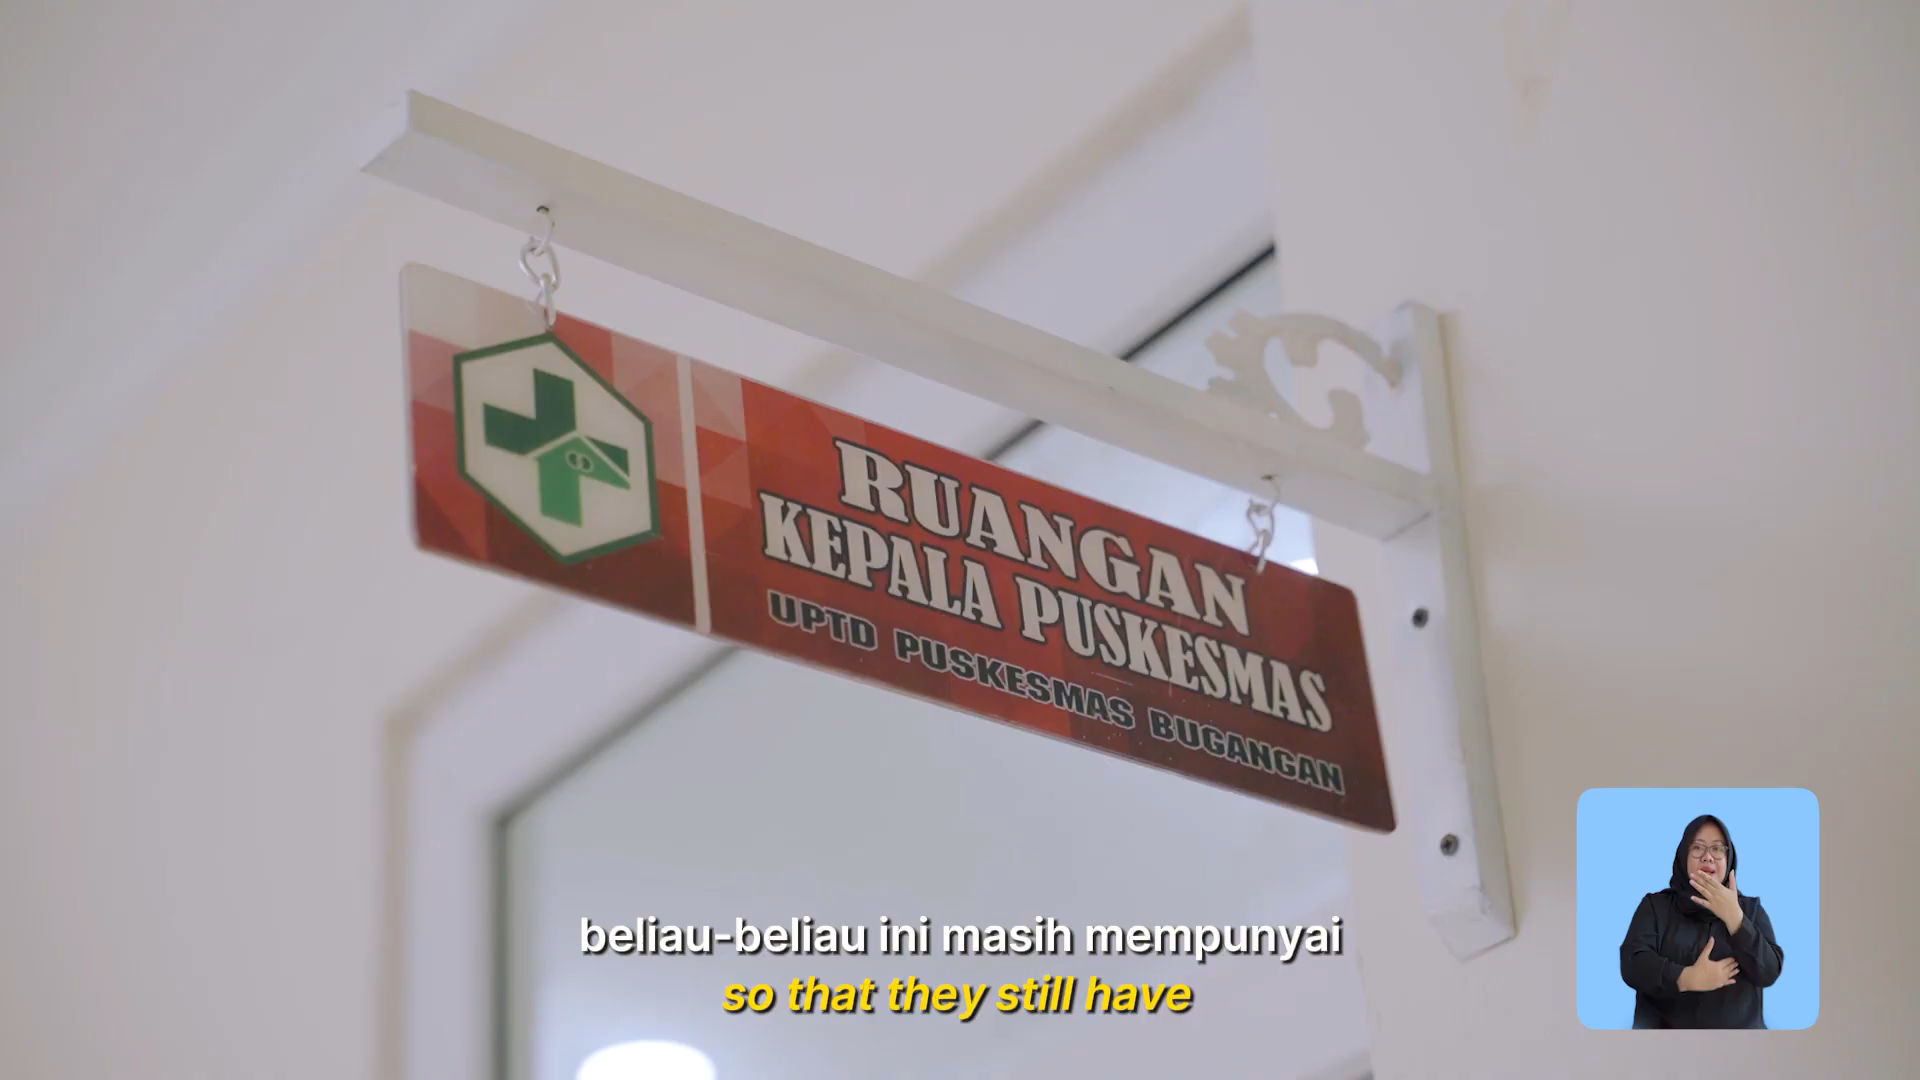 RUANGAN
KEPALA PUSKESMAS
UPTD PUSKESMAS BUGANGAN
beliau-beliau ini masih mempunyai
so that they still have